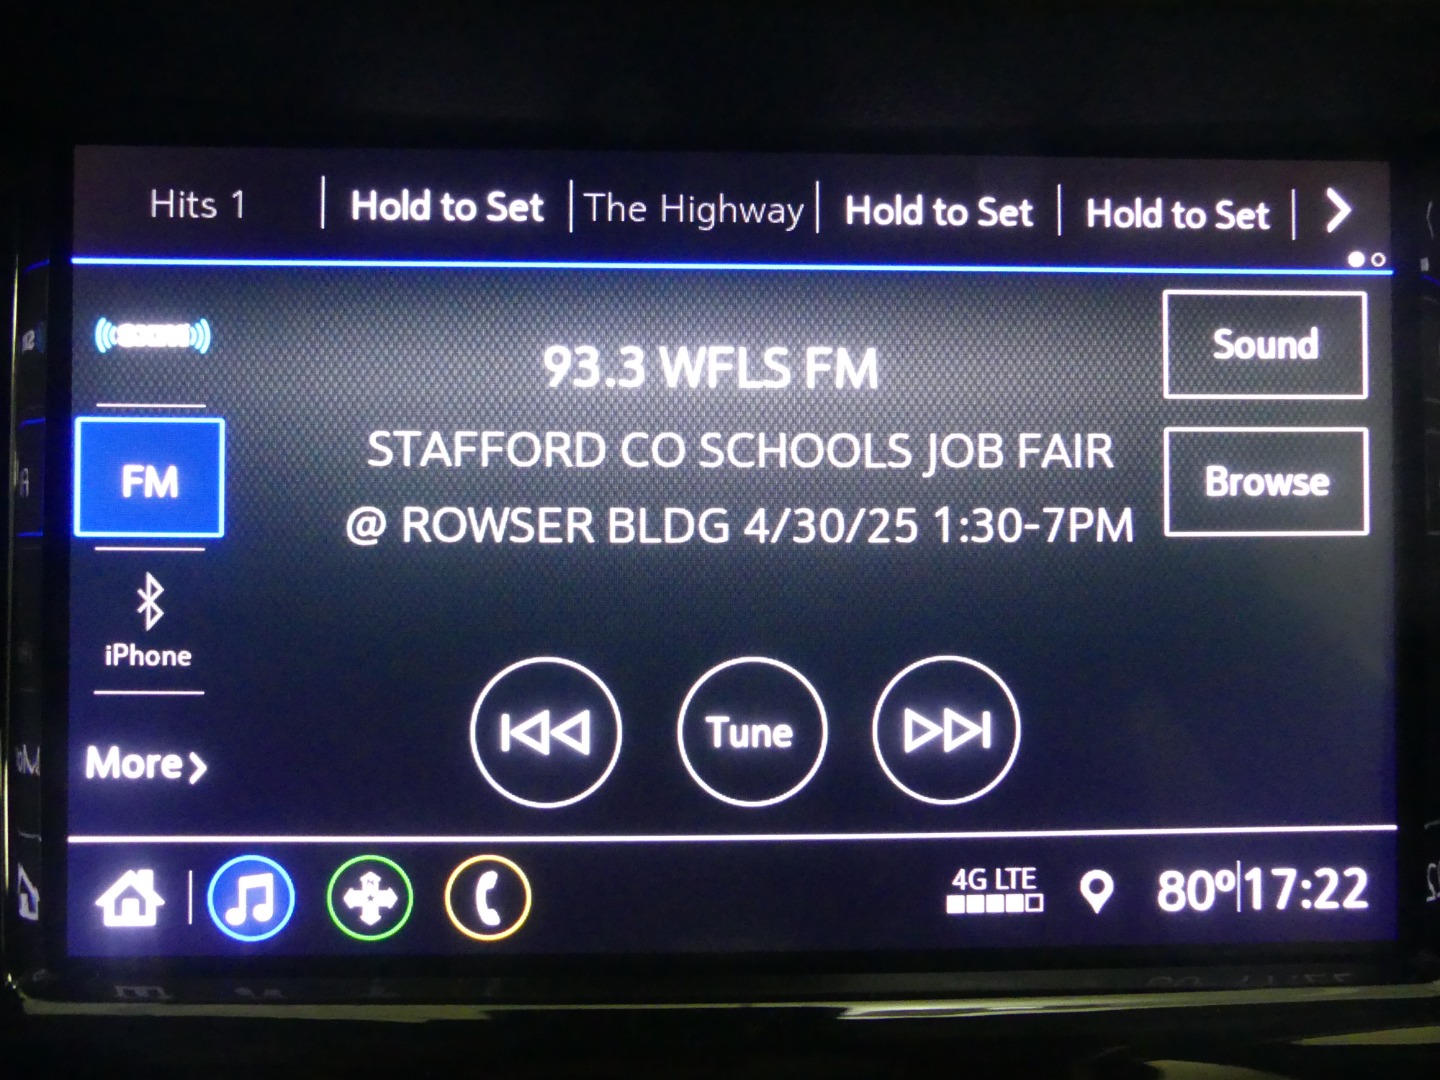 Hits 1 | Hold to Set | The Highway | Hold to Set | Hold to Set |
Sound
93.3 WFLS FM
STAFFORD CO SCHOOLS JOB FAIR
FM
Browse
@ ROWSER BLDG 4/30/25 1:30-7PM
iPhone
Tune
More
4G LTE
80º|17:22